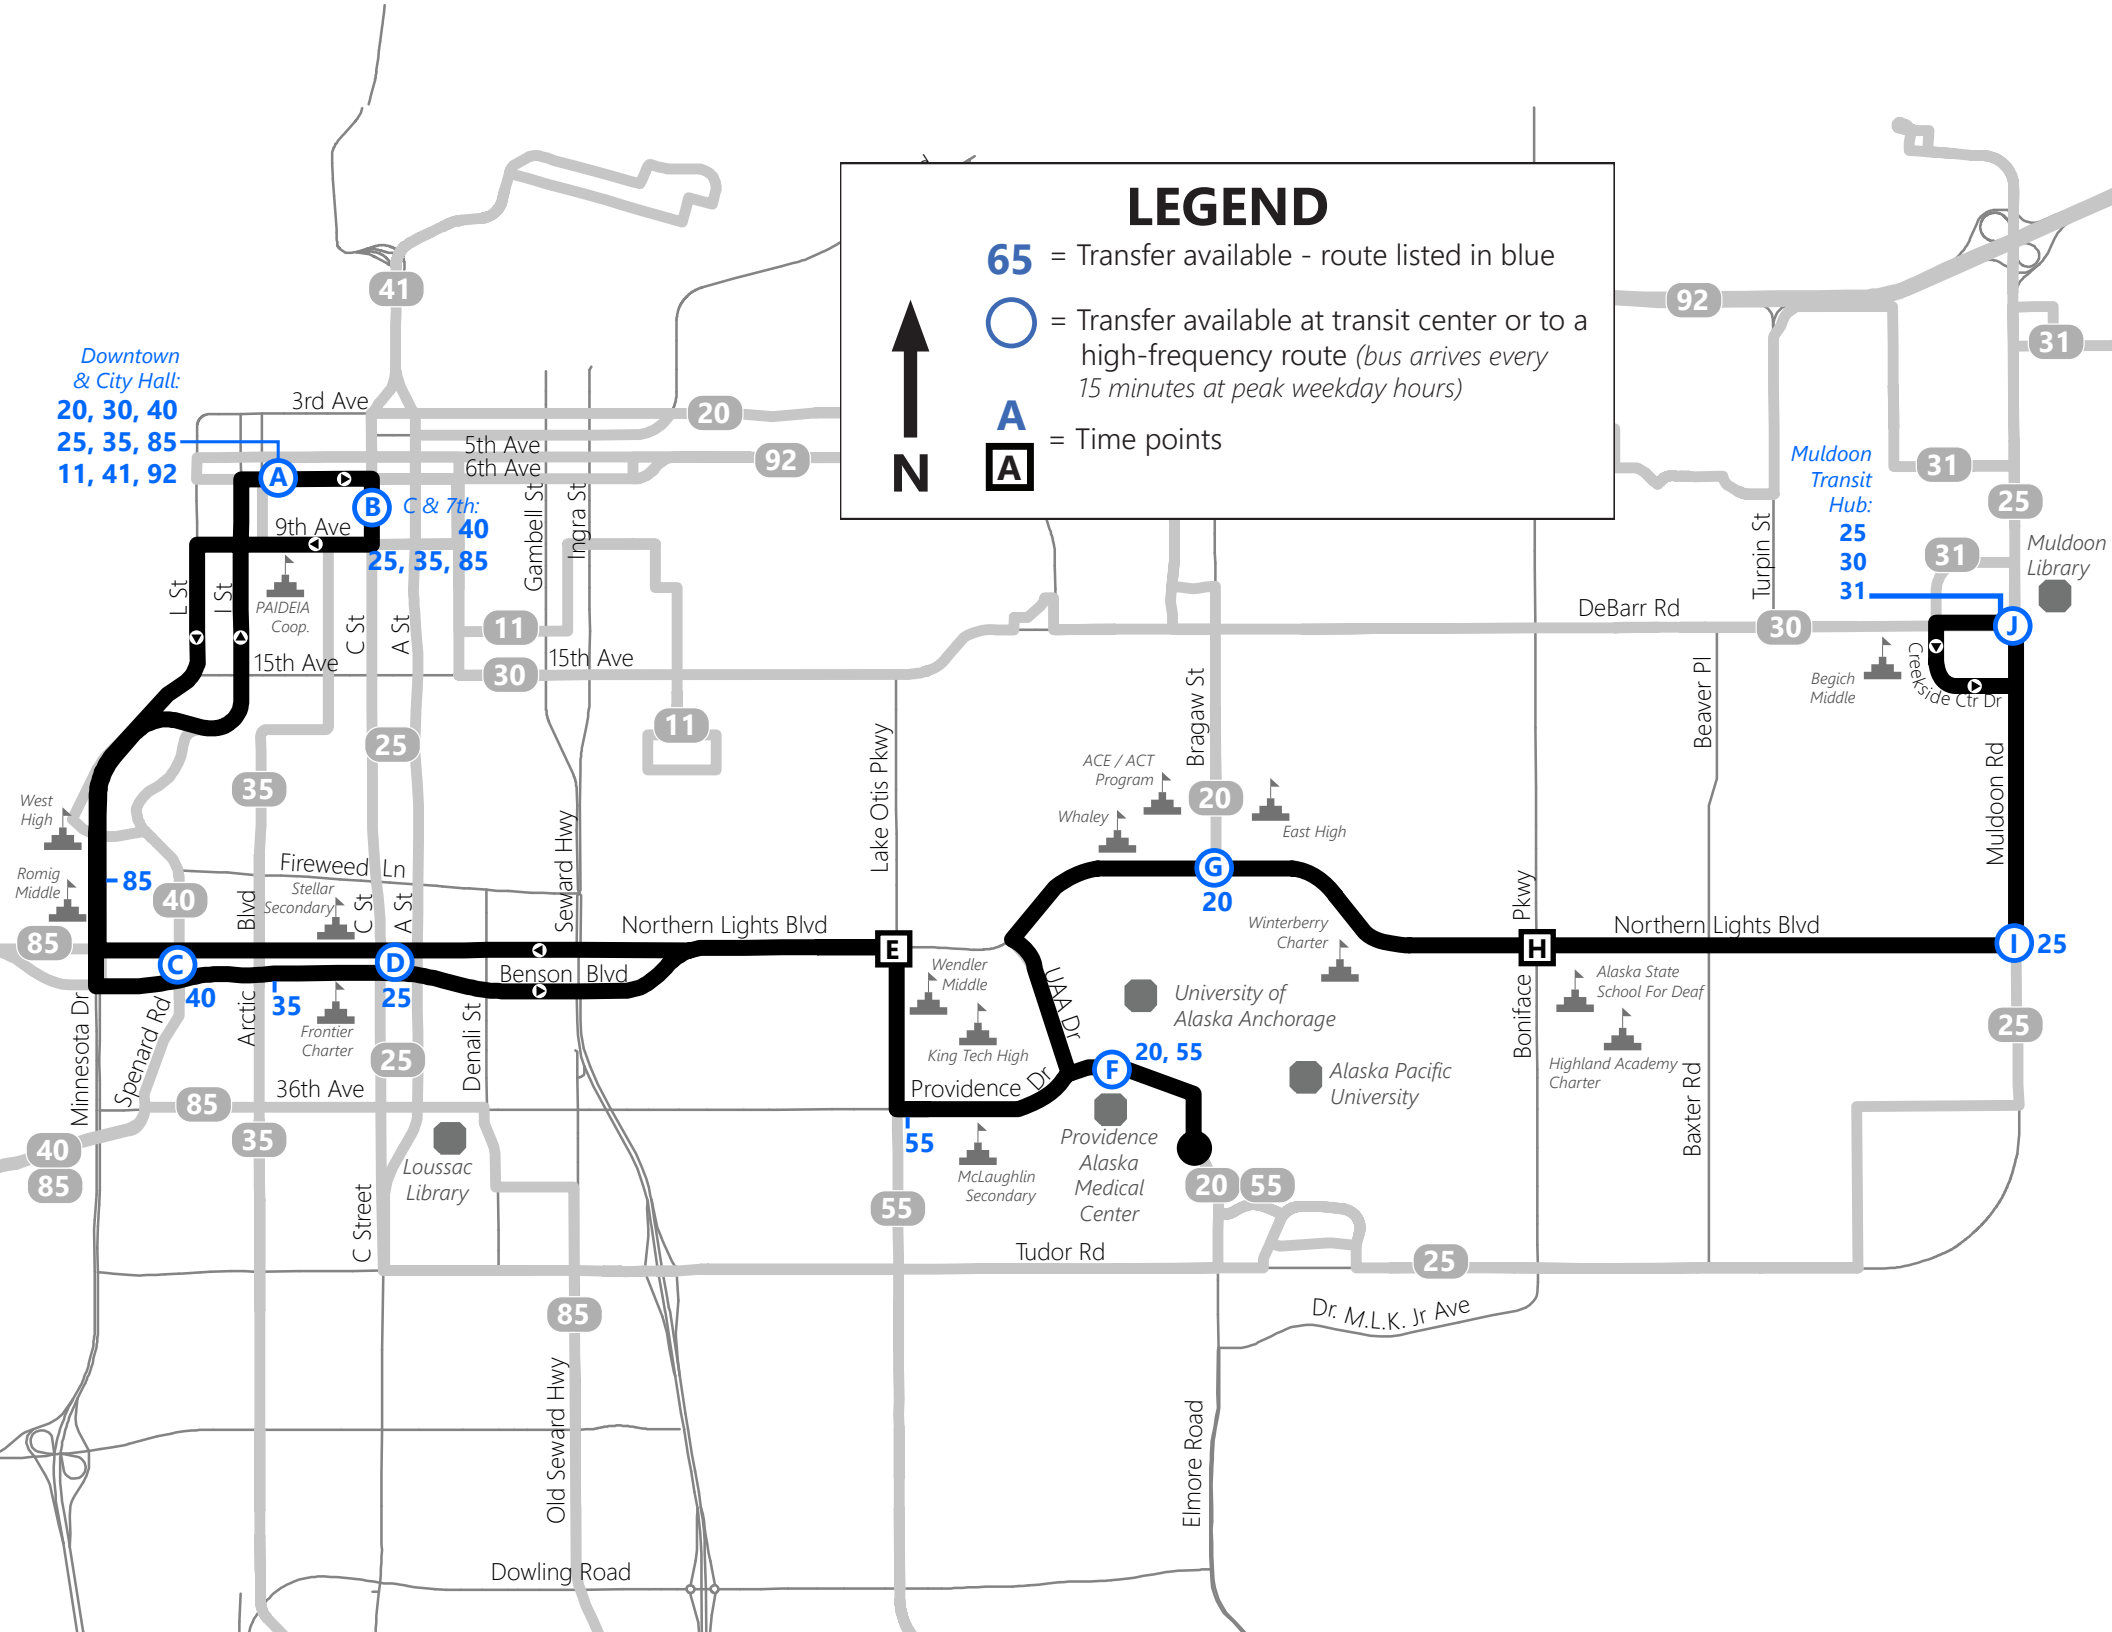 LEGEND
65 = Transfer available - route listed in blue
= Transfer available at transit center or to a
high-frequency route (bus arrives every
15 minutes at peak weekday hours)
A
= Time points
A
N
41
Downtown
& City Hall:
20, 30, 40
25, 35, 85
11, 41, 92
3rd Ave
20
5th Ave
6th Ave
92
A
B
C & 7th:
40
25, 35, 85
9th Ave
PAIDEIA
Coop.
L St
I St
C St
A St
Gambell St
Ingra St
15th Ave
11
30
15th Ave
11
25
35
92
31
31
25
31
Muldoon
Transit
Hub:
25
30
31
Muldoon
Library
J
Turpin St
DeBarr Rd
30
Begich
Middle
Creekside Ctr Dr
Beaver Pl
Muldoon Rd
Bragaw St
Lake Otis Pkwy
ACE / ACT
Program
Whaley
20
East High
G
20
West
High
Romig
Middle
85
40
85
Fireweed Ln
Stellar
Secondary
Blvd
C St
A St
Seward Hwy
Northern Lights Blvd
E
C
D
40
35
25
Benson Blvd
Frontier
Charter
Arctic
Denali St
25
Minnesota Dr
Spenard Rd
36th Ave
85
35
40
85
Loussac
Library
C Street
Wendler
Middle
King Tech High
UAA Dr
Providence Dr
F
20, 55
55
McLaughlin
Secondary
55
Providence
Alaska
Medical
Center
University of
Alaska Anchorage
Alaska Pacific
University
Winterberry
Charter
Pkwy
H
Boniface
Northern Lights Blvd
I
25
Alaska State
School For Deaf
Highland Academy
Charter
25
Baxter Rd
20
55
Tudor Rd
25
Dr. M.L.K. Jr Ave
85
Old Seward Hwy
Elmore Road
Dowling Road